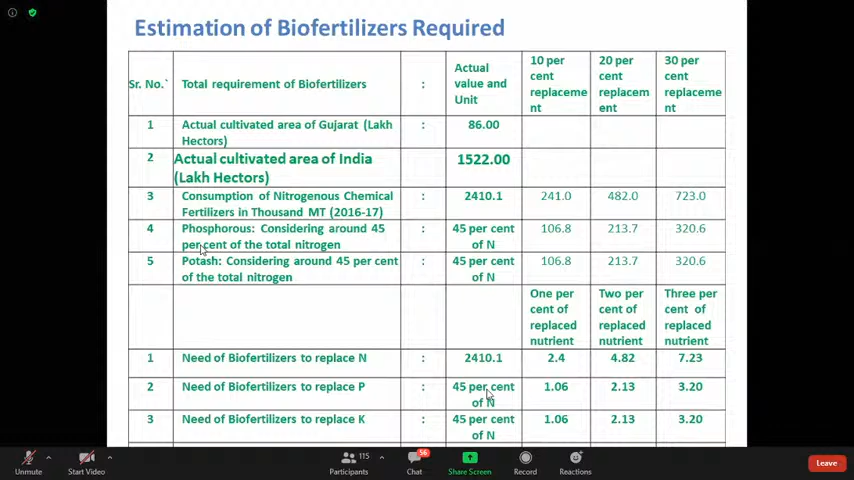 Estimation of Biofertilizers Required
Sr. No.` Total requirement of Biofertilizers : Actual value and Unit 10 per cent replaceme nt 20 per cent replacem ent 30 per cent replaceme nt
1 Actual cultivated area of Gujarat (Lakh Hectors) : 86.00
2 Actual cultivated area of India (Lakh Hectors) 1522.00
3 Consumption of Nitrogenous Chemical Fertilizers in Thousand MT (2016-17) : 2410.1 241.0 482.0 723.0
4 Phosphorous: Considering around 45 per cent of the total nitrogen : 45 per cent of N 106.8 213.7 320.6
5 Potash: Considering around 45 per cent of the total nitrogen : 45 per cent of N 106.8 213.7 320.6
One per cent of replaced nutrient Two per cent of replaced nutrient Three per cent of replaced nutrient
1 Need of Biofertilizers to replace N : 2410.1 2.4 4.82 7.23
2 Need of Biofertilizers to replace P : 45 per cent of N 1.06 2.13 3.20
3 Need of Biofertilizers to replace K : 45 per cent of N 1.06 2.13 3.20
115 56
Unmute Start Video Participants Chat Share Screen Record Reactions Leave